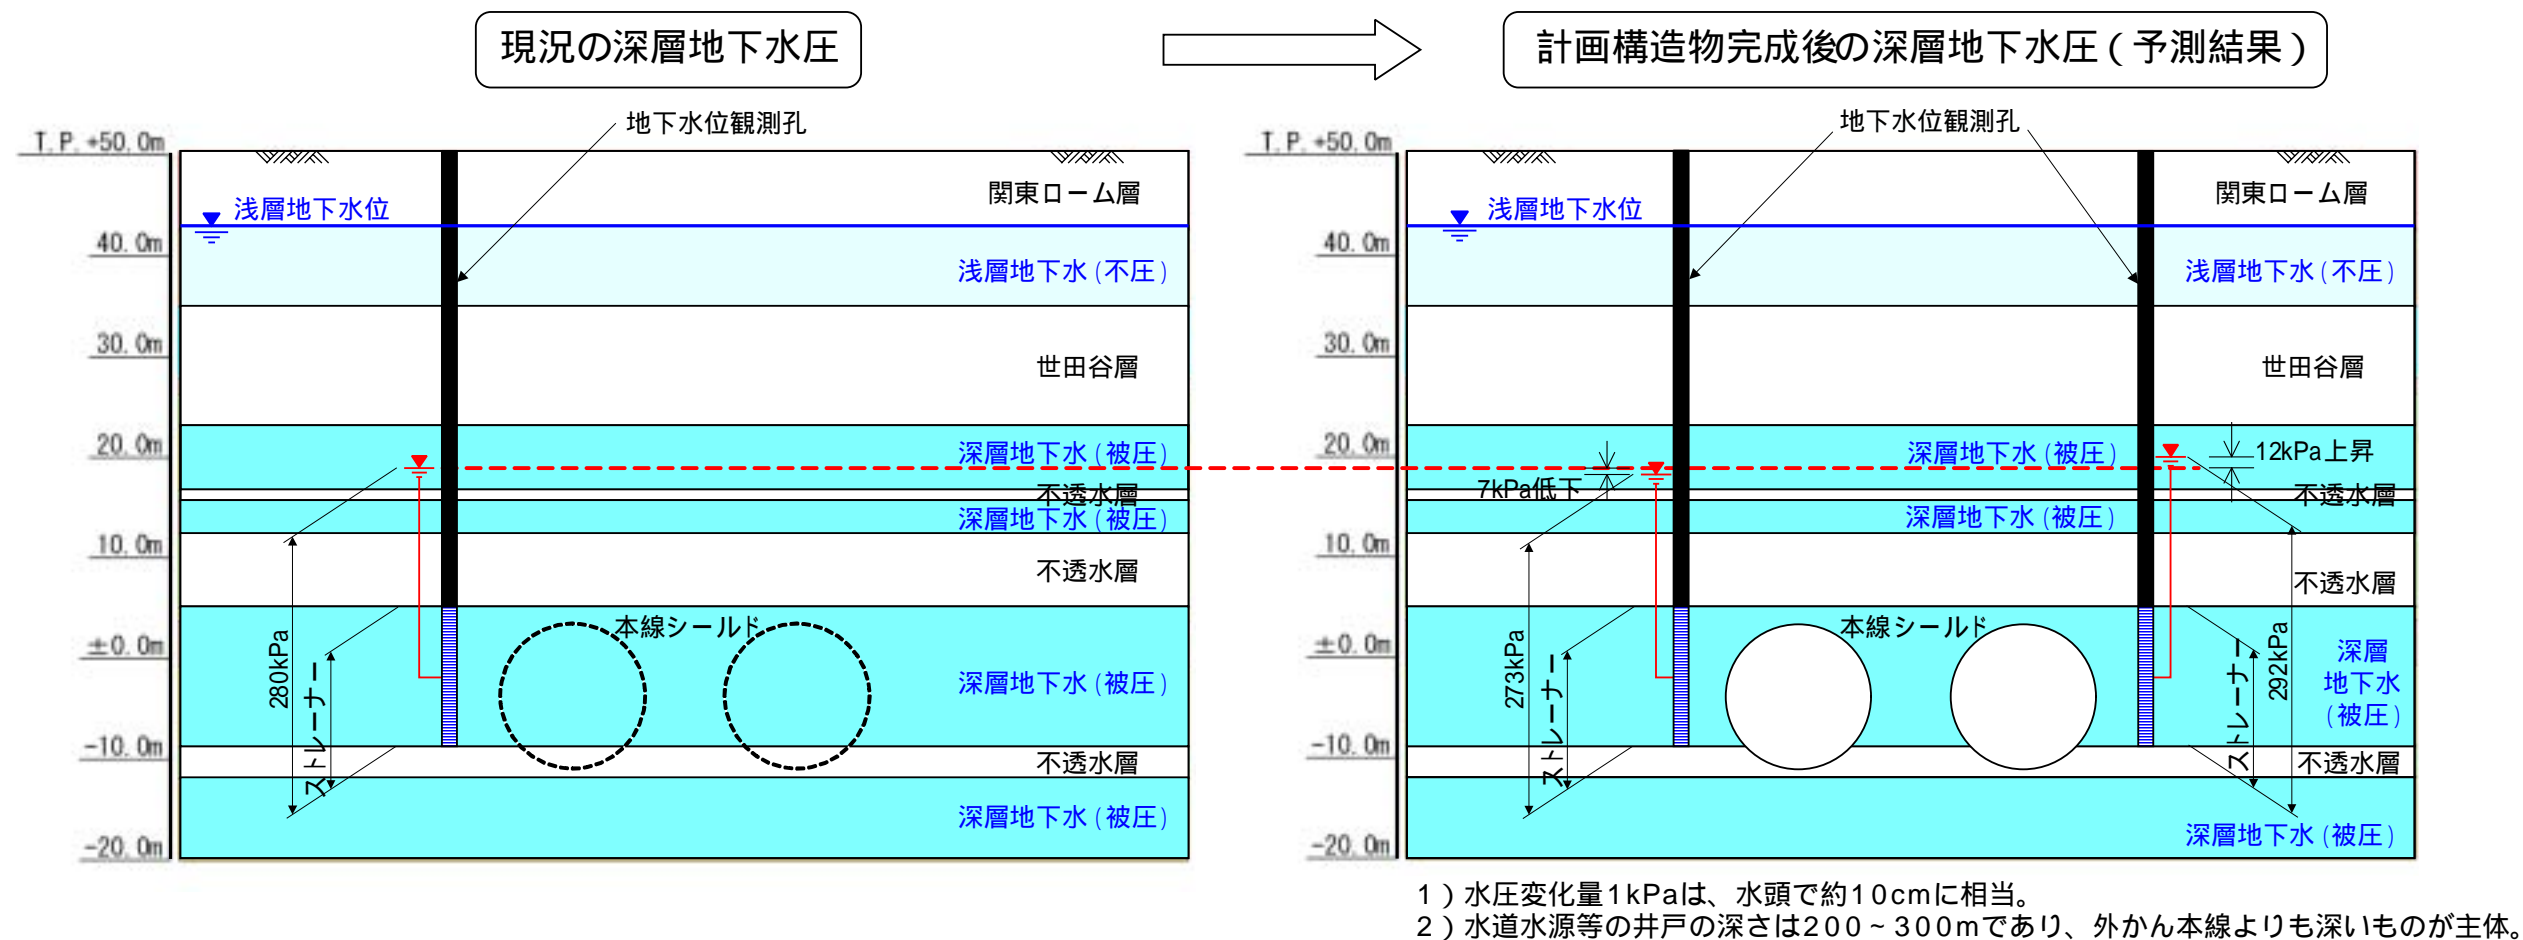 現況の深層地下水圧
計画構造物完成後の深層地下水圧(予測結果)
地下水位観測孔
T.P.+50.0m
関東ローム層
浅層地下水位
40.0m
浅層地下水(不圧)
30.0m
世田谷層
20.0m
深層地下水(被圧)
不透水層
深層地下水(被圧)
10.0m
不透水層
本線シールド
±0.0m
280kPa
ストレーナー
深層地下水(被圧)
-10.0m
不透水層
深層地下水(被圧)
-20.0m
地下水位観測孔
T.P.+50.0m
関東ローム層
浅層地下水位
40.0m
浅層地下水(不圧)
30.0m
世田谷層
20.0m
深層地下水(被圧)
12kPa上昇
7kPa低下
不透水層
深層地下水(被圧)
10.0m
不透水層
本線シールド
±0.0m
273kPa
ストレーナー
ストレーナー
292kPa
深層
地下水
(被圧)
-10.0m
不透水層
深層地下水(被圧)
-20.0m
1)水圧変化量1kPaは、水頭で約10cmに相当。
2)水道水源等の井戸の深さは200~300mであり、外かん本線よりも深いものが主体。